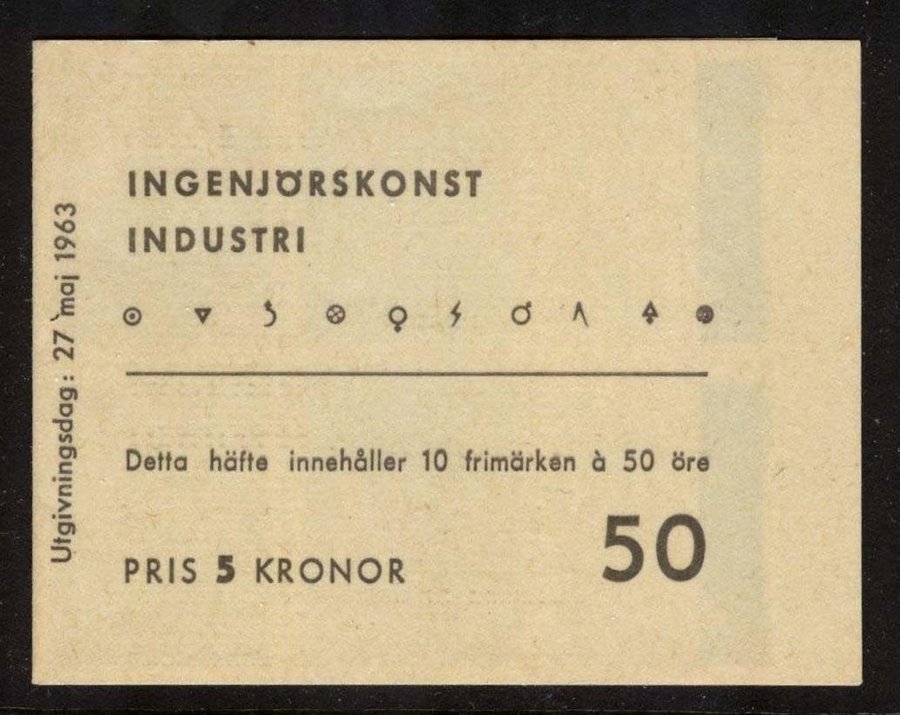 INGENJÖRSKONST
INDUSTRI
Detta häfte innehåller 10 frimärken à 50 öre
PRIS 5 KRONOR
50
Utgivningsdag: 27 maj 1963